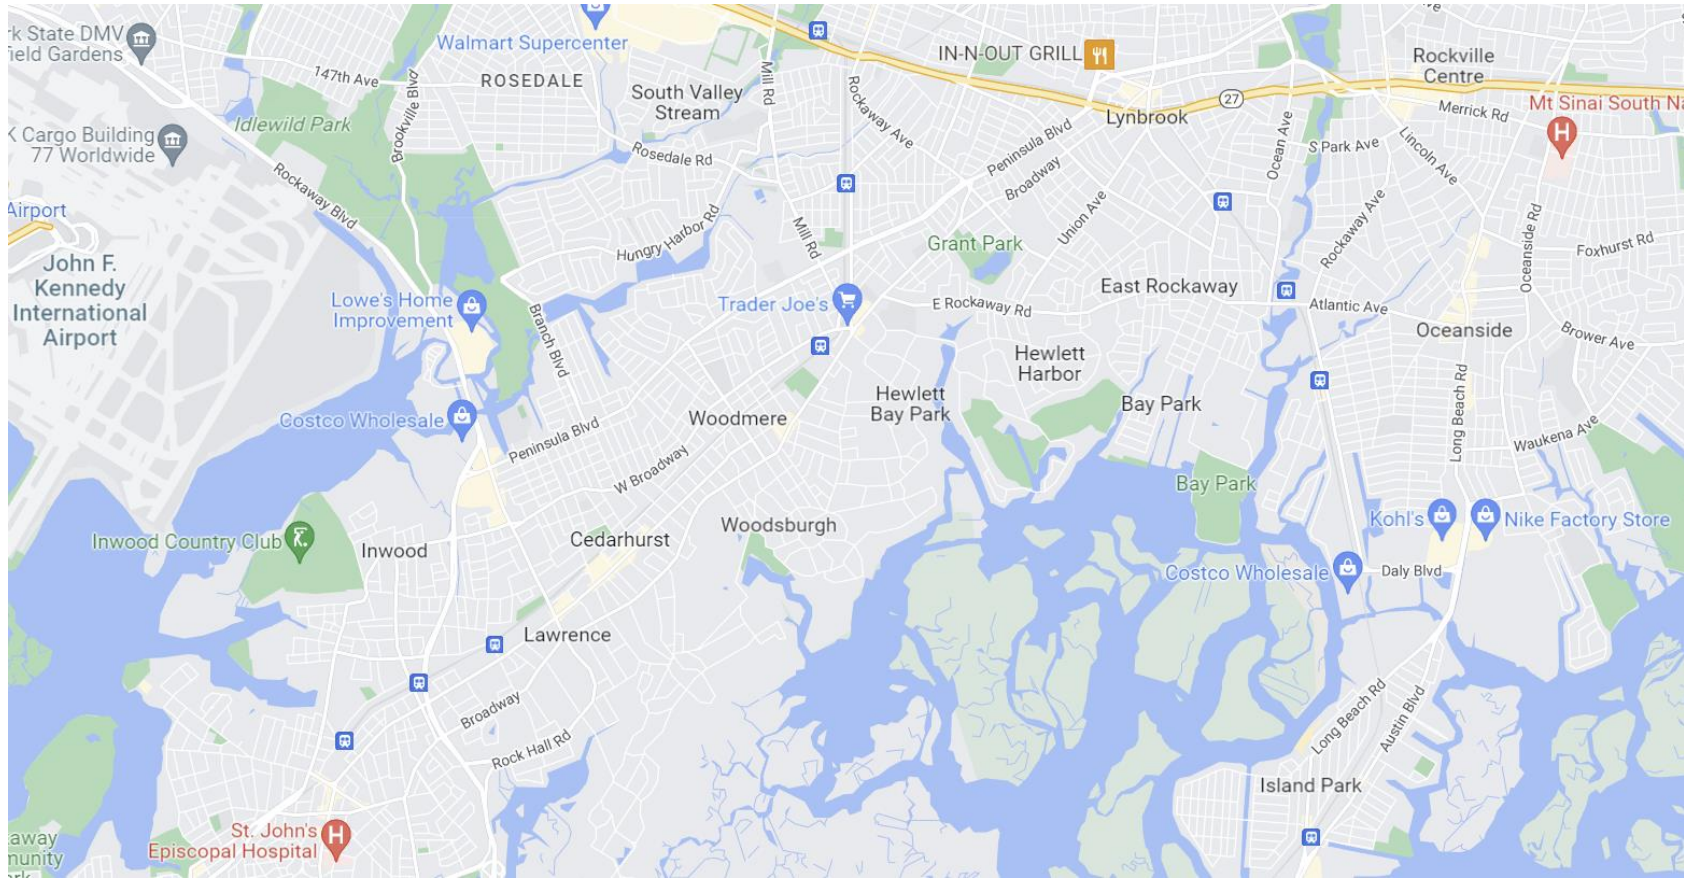 rk State DMV
field Gardens
147th Ave
Brookville Blvd
Walmart Supercenter
ROSEDALE
South Valley
Stream
Mill Rd
Rockaway Ave
IN-N-OUT GRILL
27
Lynbrook
Rockville
Centre
Merrick Rd
Mt Sinai South Na
Idlewild Park
K Cargo Building
77 Worldwide
Rosedale Rd
Peninsula Blvd
Broadway
Ocean Ave
S Park Ave
Lincoln Ave
Rockaway Blvd
Airport
Hungry Harbor Rd
Mill Rd
Grant Park
Union Ave
Rockaway Ave
Oceanside Rd
Foxhurst Rd
John F.
Kennedy
International
Airport
Lowe's Home
Improvement
Branch Blvd
Trader Joe's
E Rockaway Rd
East Rockaway
Atlantic Ave
Oceanside
Brower Ave
Hewlett
Harbor
Hewlett
Bay Park
Bay Park
Long Beach Rd
Costco Wholesale
Woodmere
Peninsula Blvd
W Broadway
Waukena Ave
Bay Park
Inwood Country Club
Inwood
Cedarhurst
Woodsburgh
Kohl's
Nike Factory Store
Costco Wholesale
Daly Blvd
Lawrence
Broadway
Rock Hall Rd
Long Beach Rd
Austin Blvd
Island Park
St. John's
Episcopal Hospital
away
munity